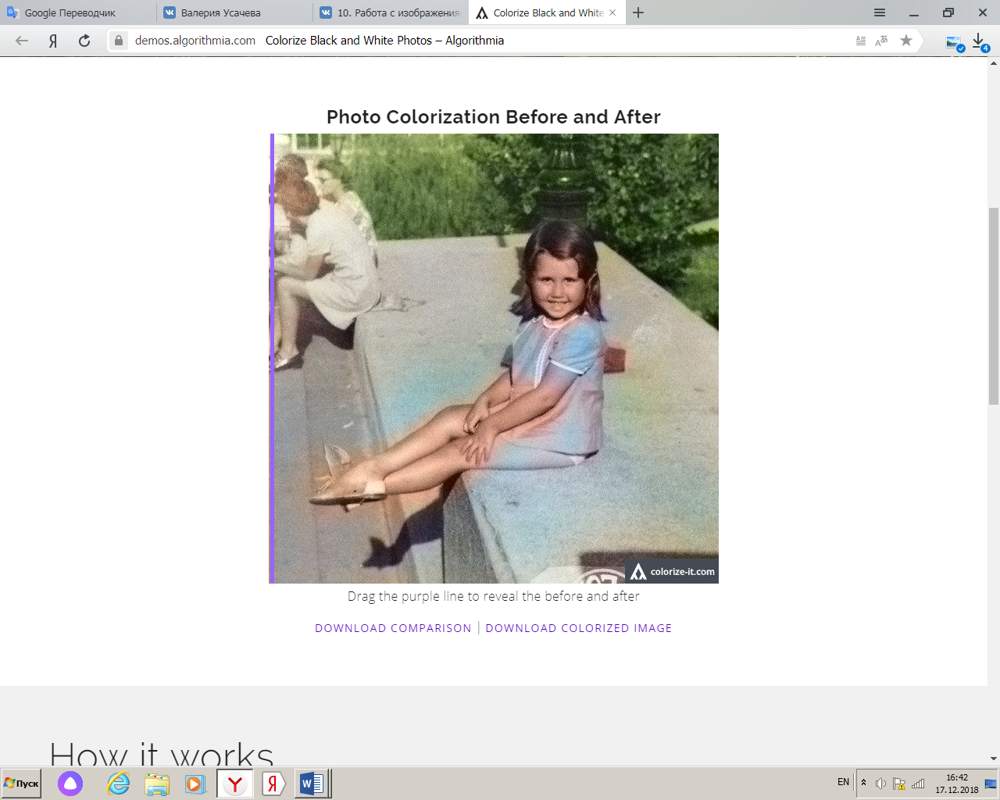 Google Переводчик
Валерия Усачева
10. Работа с изображения
Colorize Black and White
demos.algorithmia.com Colorize Black and White Photos – Algorithmia
4
Photo Colorization Before and After
colorize-it.com
Drag the purple line to reveal the before and after
DOWNLOAD COMPARISON | DOWNLOAD COLORIZED IMAGE
How it works
Пуск
EN
16:42
17.12.2018